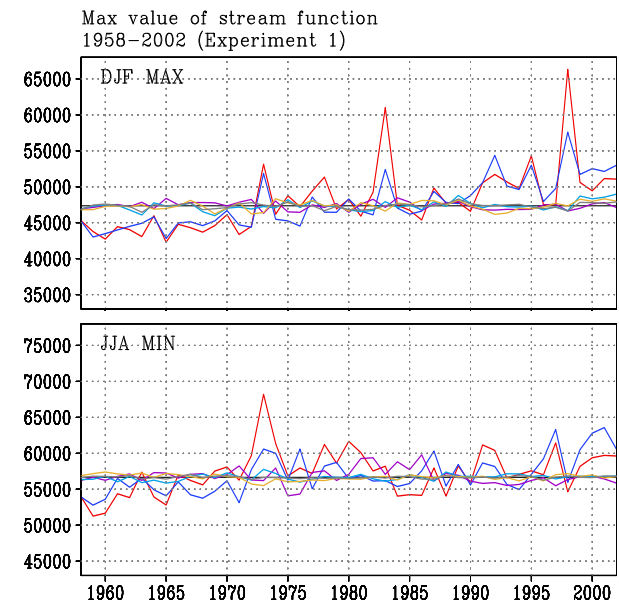 Max value of stream function
1958-2002 (Experiment 1)
DJF MAX
65000
60000
55000
50000
45000
40000
35000
JJA MIN
75000
70000
65000
60000
55000
50000
45000
1960 1965 1970 1975 1980 1985 1990 1995 2000